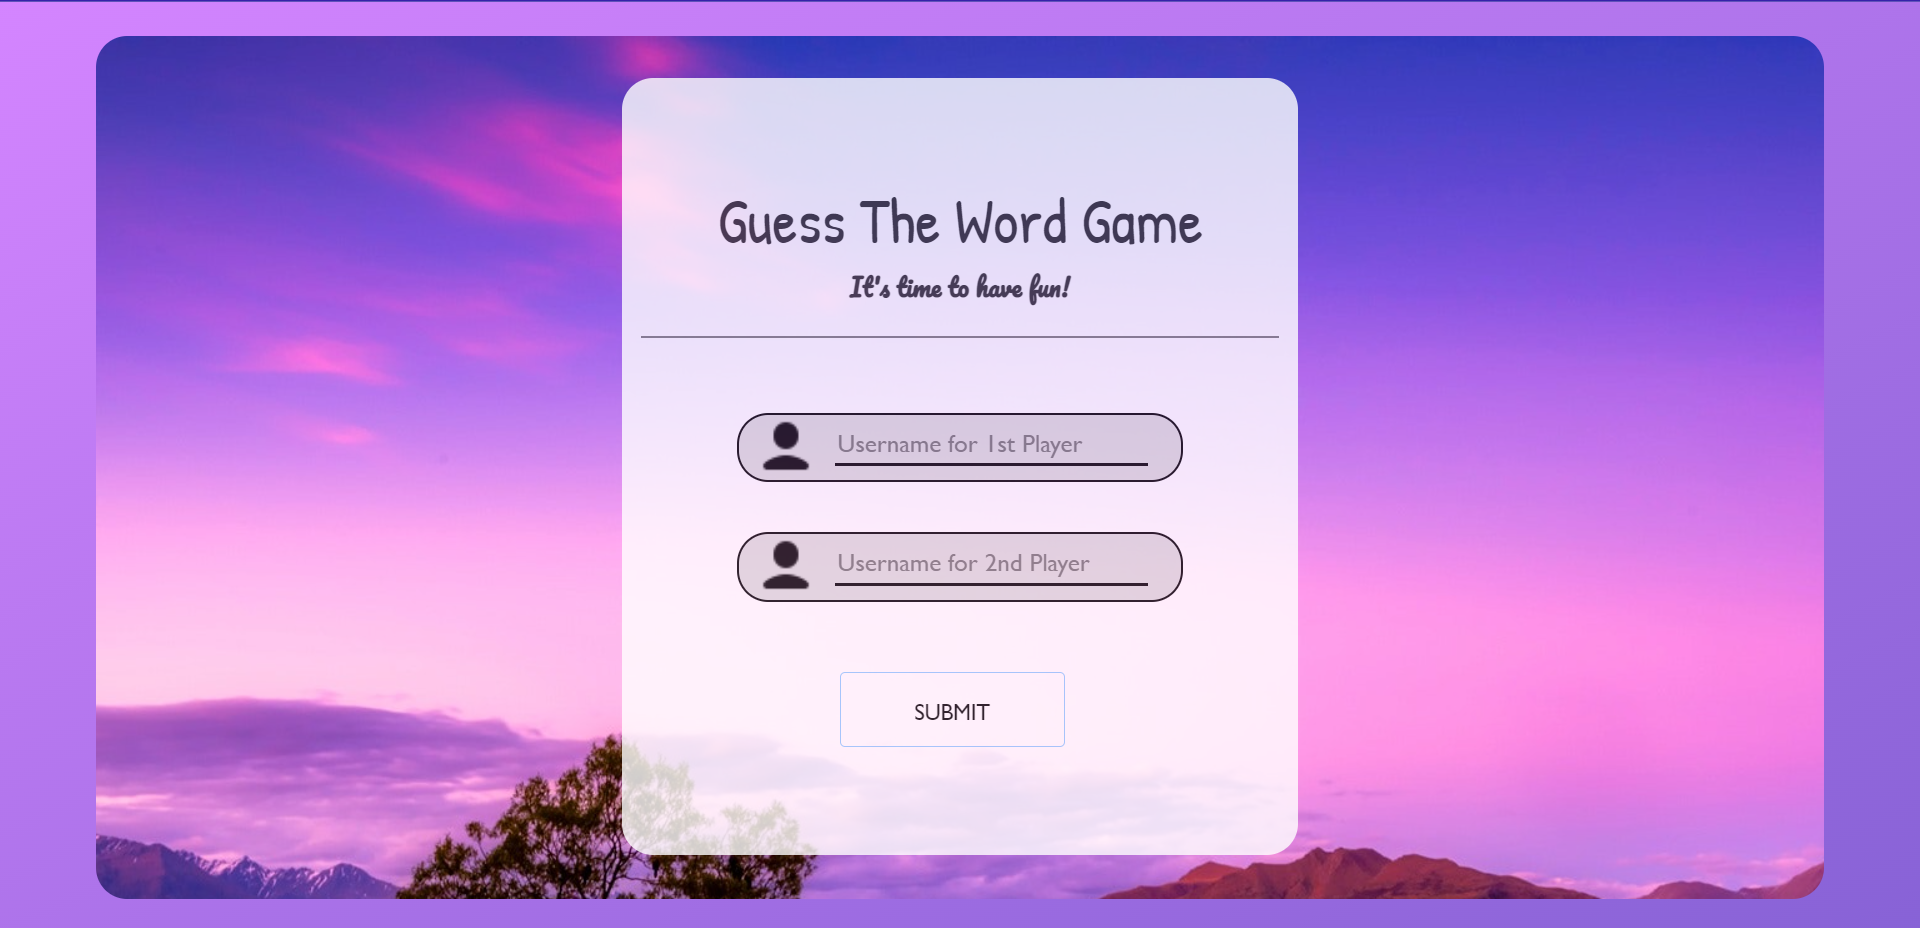 Guess The Word Game
It's time to have fun!
Username for 1st Player
Username for 2nd Player
SUBMIT